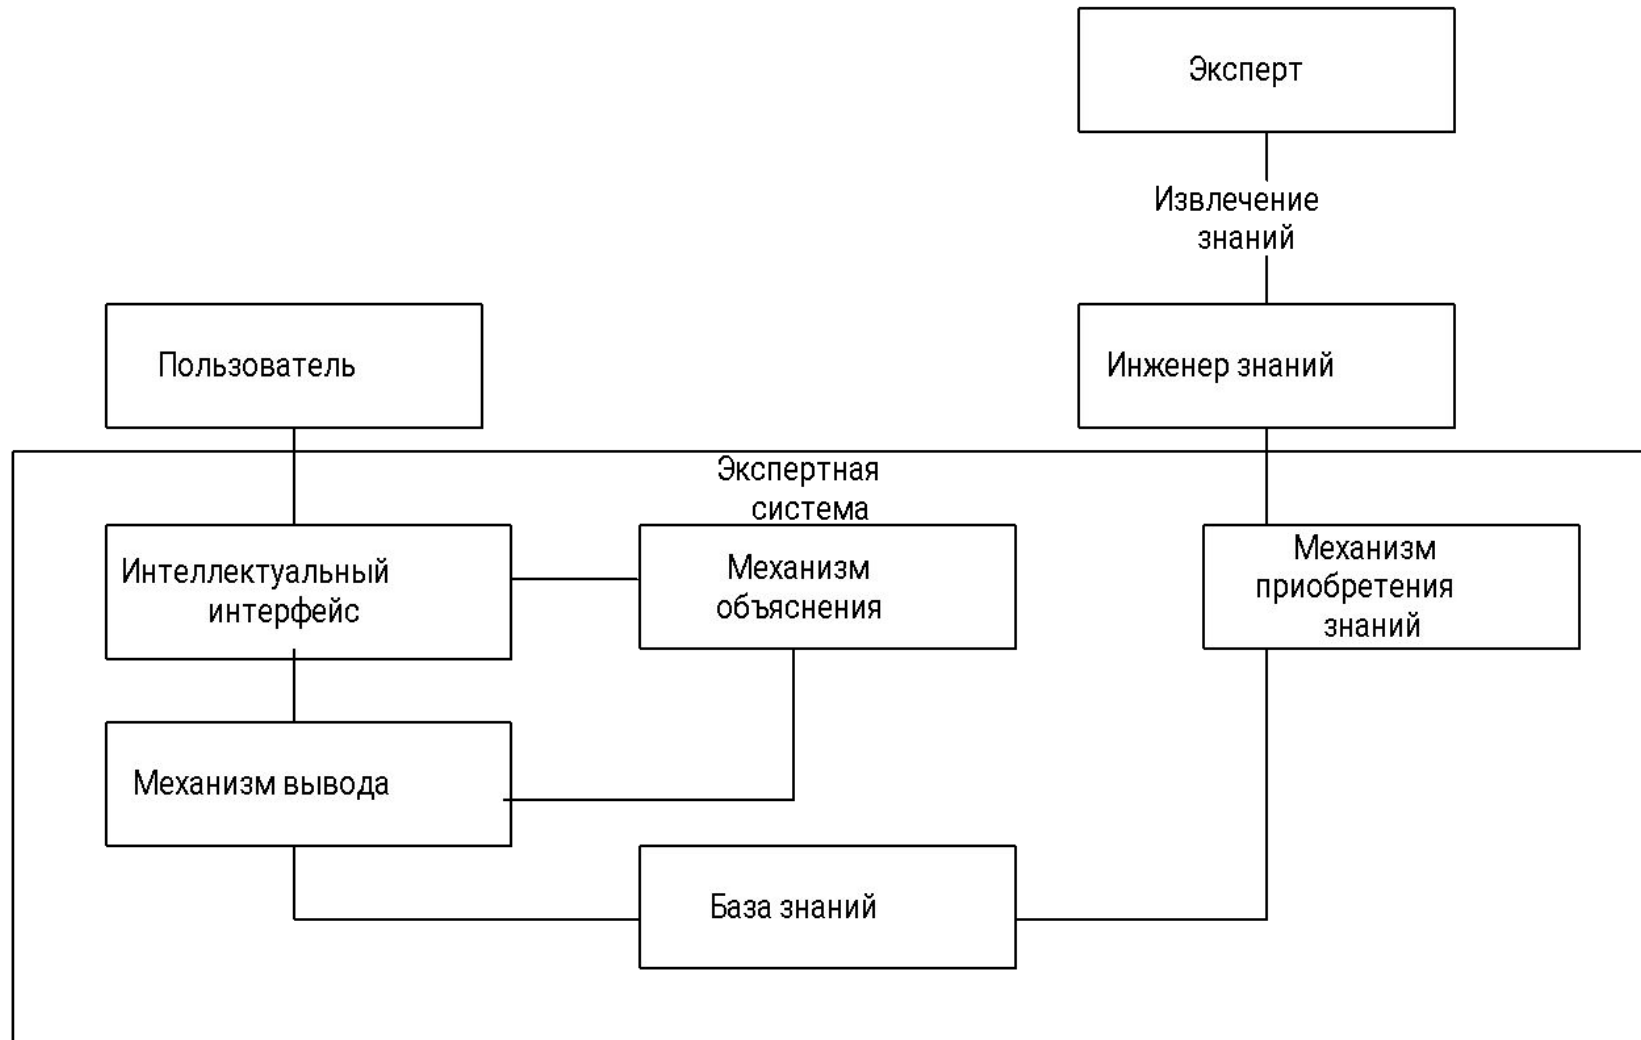 Эксперт
Извлечение
знаний
Пользователь
Инженер знаний
Экспертная
система
Интеллектуальный
интерфейс
Механизм
объяснения
Механизм
приобретения
знаний
Механизм вывода
База знаний